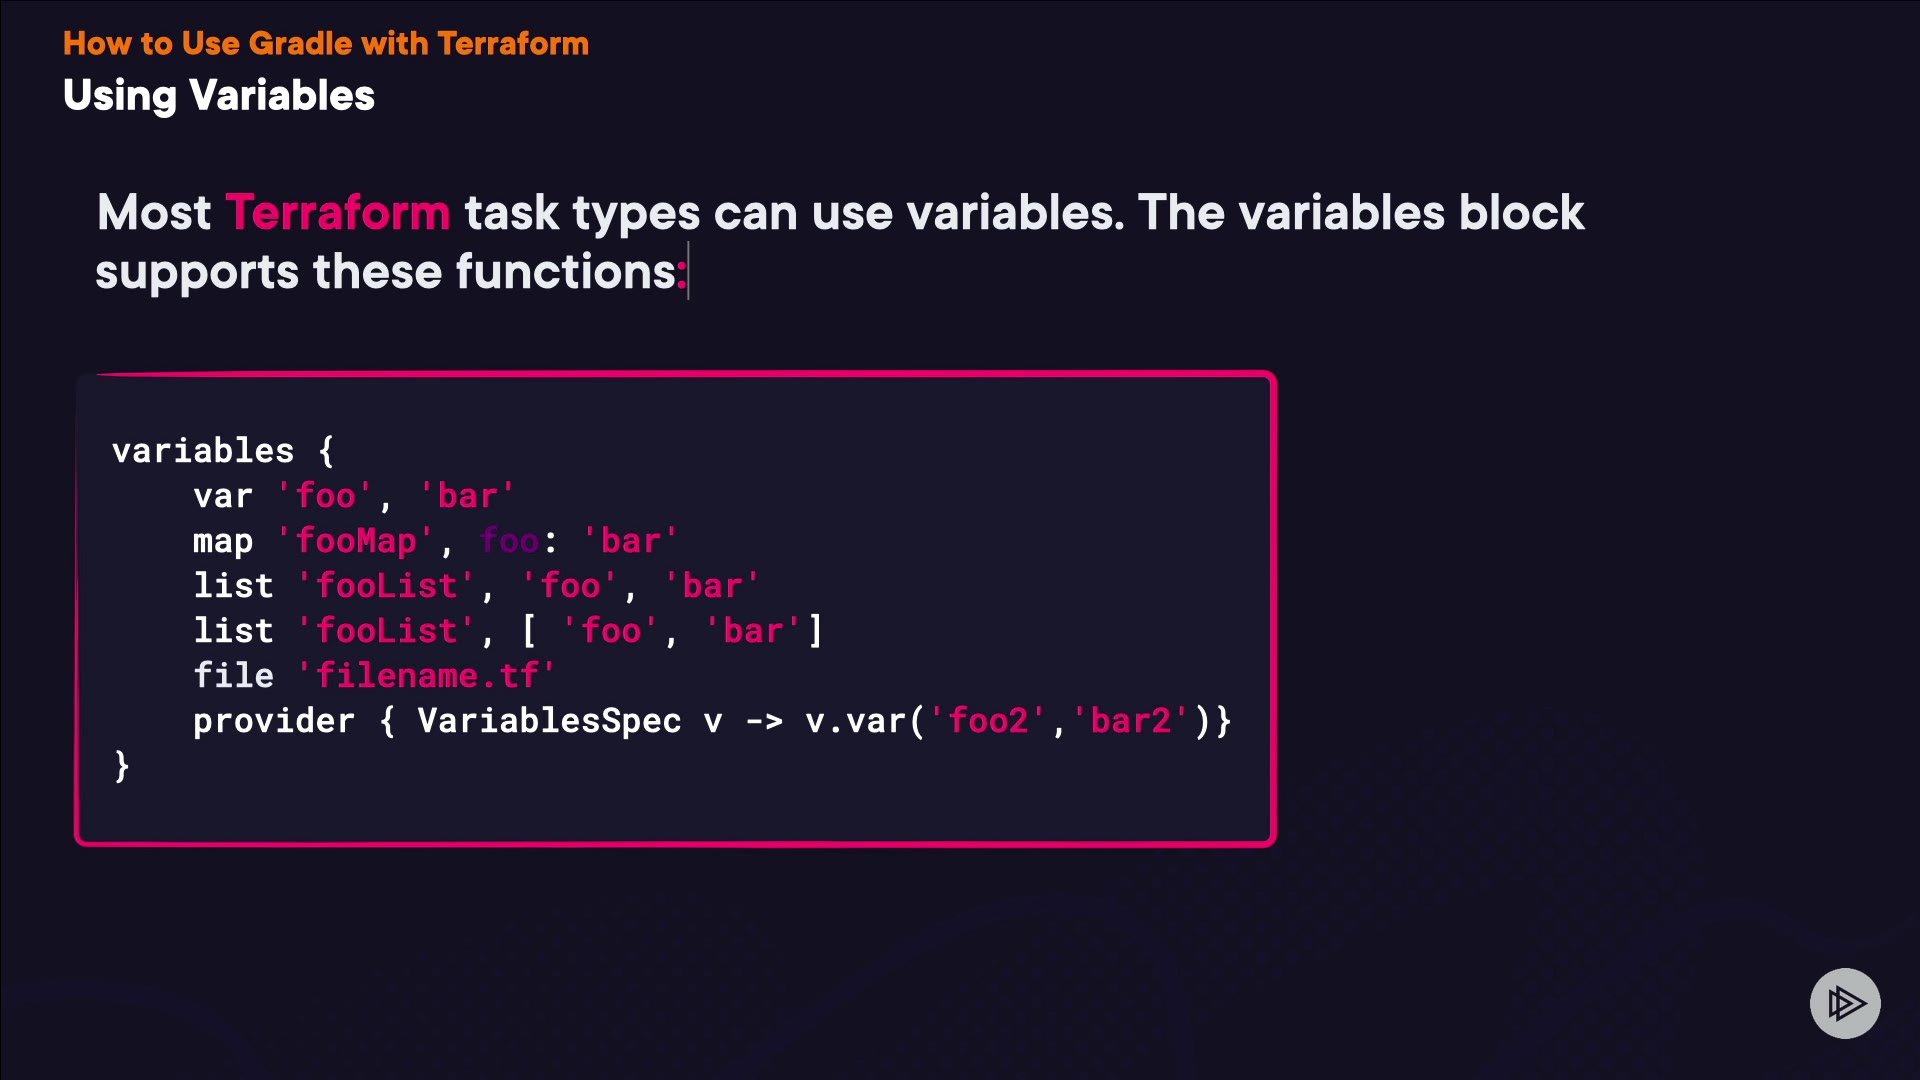 How to Use Gradle with Terraform
Using Variables
Most Terraform task types can use variables. The variables block
supports these functions:
variables {
    var 'foo', 'bar'
    map 'fooMap', foo: 'bar'
    list 'fooList', 'foo', 'bar'
    list 'fooList', [ 'foo', 'bar']
    file 'filename.tf'
    provider { VariablesSpec v -> v.var('foo2','bar2')}
}